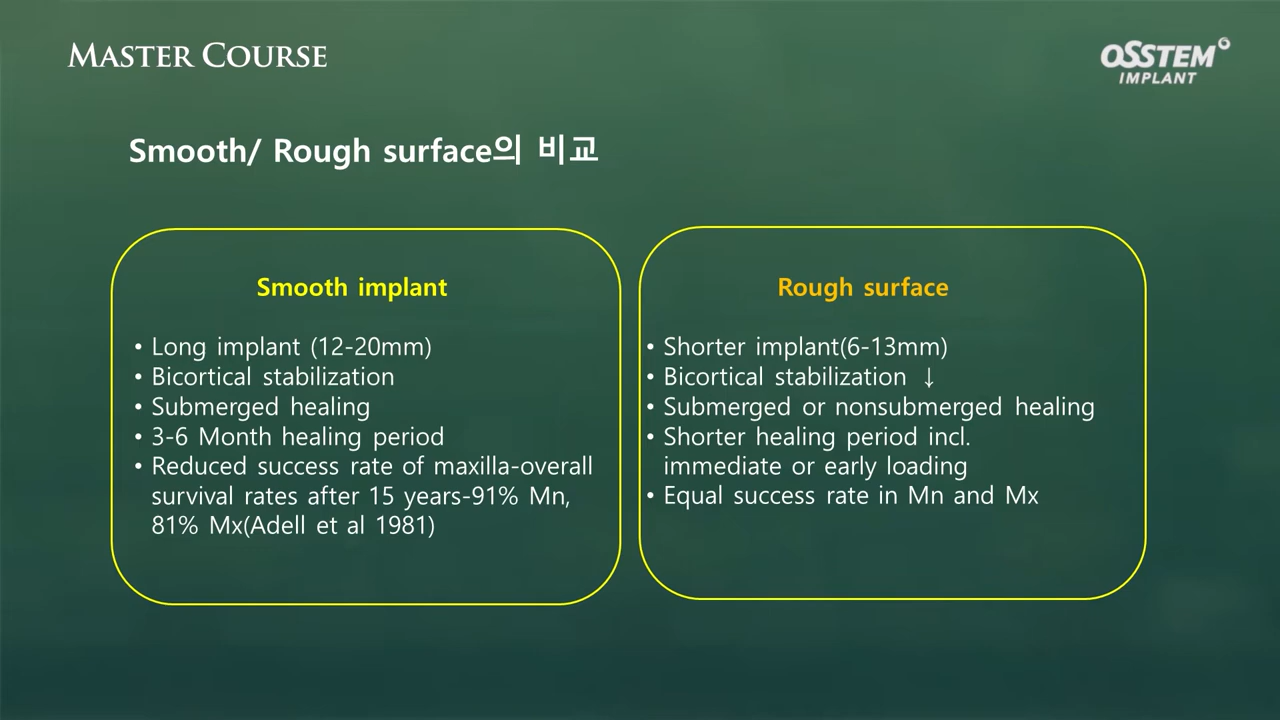 MASTER COURSE
OSSTEM
IMPLANT
Smooth/ Rough surface의 비교
Smooth implant
• Long implant (12-20mm)
• Bicortical stabilization
• Submerged healing
• 3-6 Month healing period
• Reduced success rate of maxilla-overall
survival rates after 15 years-91% Mn,
81% Mx(Adell et al 1981)
Rough surface
• Shorter implant(6-13mm)
• Bicortical stabilization ↓
• Submerged or nonsubmerged healing
• Shorter healing period incl.
immediate or early loading
• Equal success rate in Mn and Mx